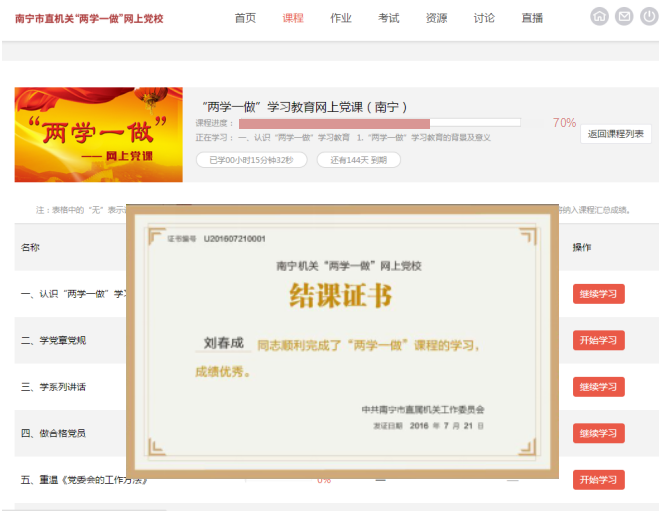 南宁市直机关“两学一做”网上党校
首页 课程 作业 考试 资源 讨论 直播
“两学一做”
—— 网上党课
“两学一做”学习教育网上党课（南宁）
课程进度：
70%
正在学习：一、认识“两学一做”学习教育 1.“两学一做”学习教育的背景及意义
返回课程列表
已学00小时15分钟32秒
还有144天 到期
注：表格中的“无”表示
纳入课程汇总成绩。
名称
操作
一、认识“两学一做”学
继续学习
二、学党章党规
开始学习
三、学系列讲话
继续学习
四、做合格党员
继续学习
五、重温《党委会的工作方法》
0%
—
—
开始学习
证书编号 U201607210001
南宁机关“两学一做”网上党校
结课证书
刘春成 同志顺利完成了“两学一做”课程的学习，
成绩优秀。
中共南宁市直属机关工作委员会
发证日期 2016 年 7 月 21 日